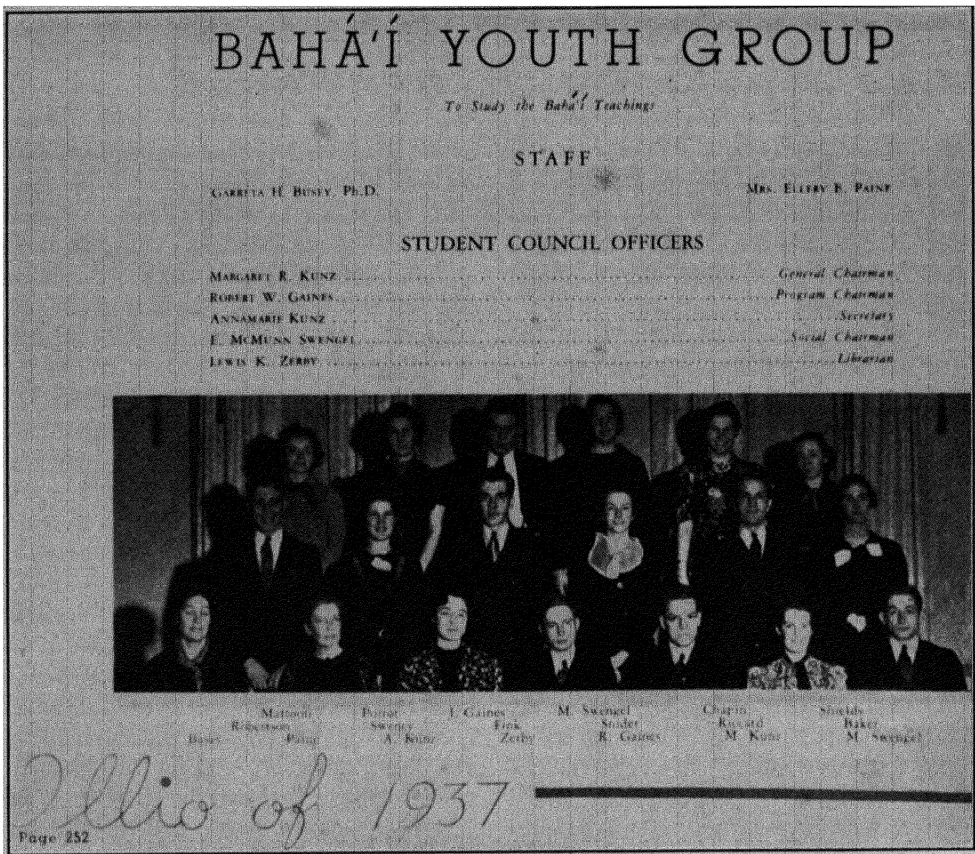 BAHÁ'Í YOUTH GROUP
To Study the Bahá'í Teachings
STAFF
GARRETA H. BUSEY, Ph.D. MRS. ELLERY E. PAINE
STUDENT COUNCIL OFFICERS
MARGARET R. KUNZ General Chairman
ROBERT W. GAINES Program Chairman
ANNAMARIE KUNZ Secretary
E. MCMUNN SWENGEL Social Chairman
LEWIS K. ZERBY Librarian
Mattoon Porter J. Gaines M. Swengel Chapin Shields
Robertson Sweney Fink Snider Baker
Busey Paine A. Kunz Zerby R. Gaines M. Kunz M. Swengel
Illio of 1937
Page 252